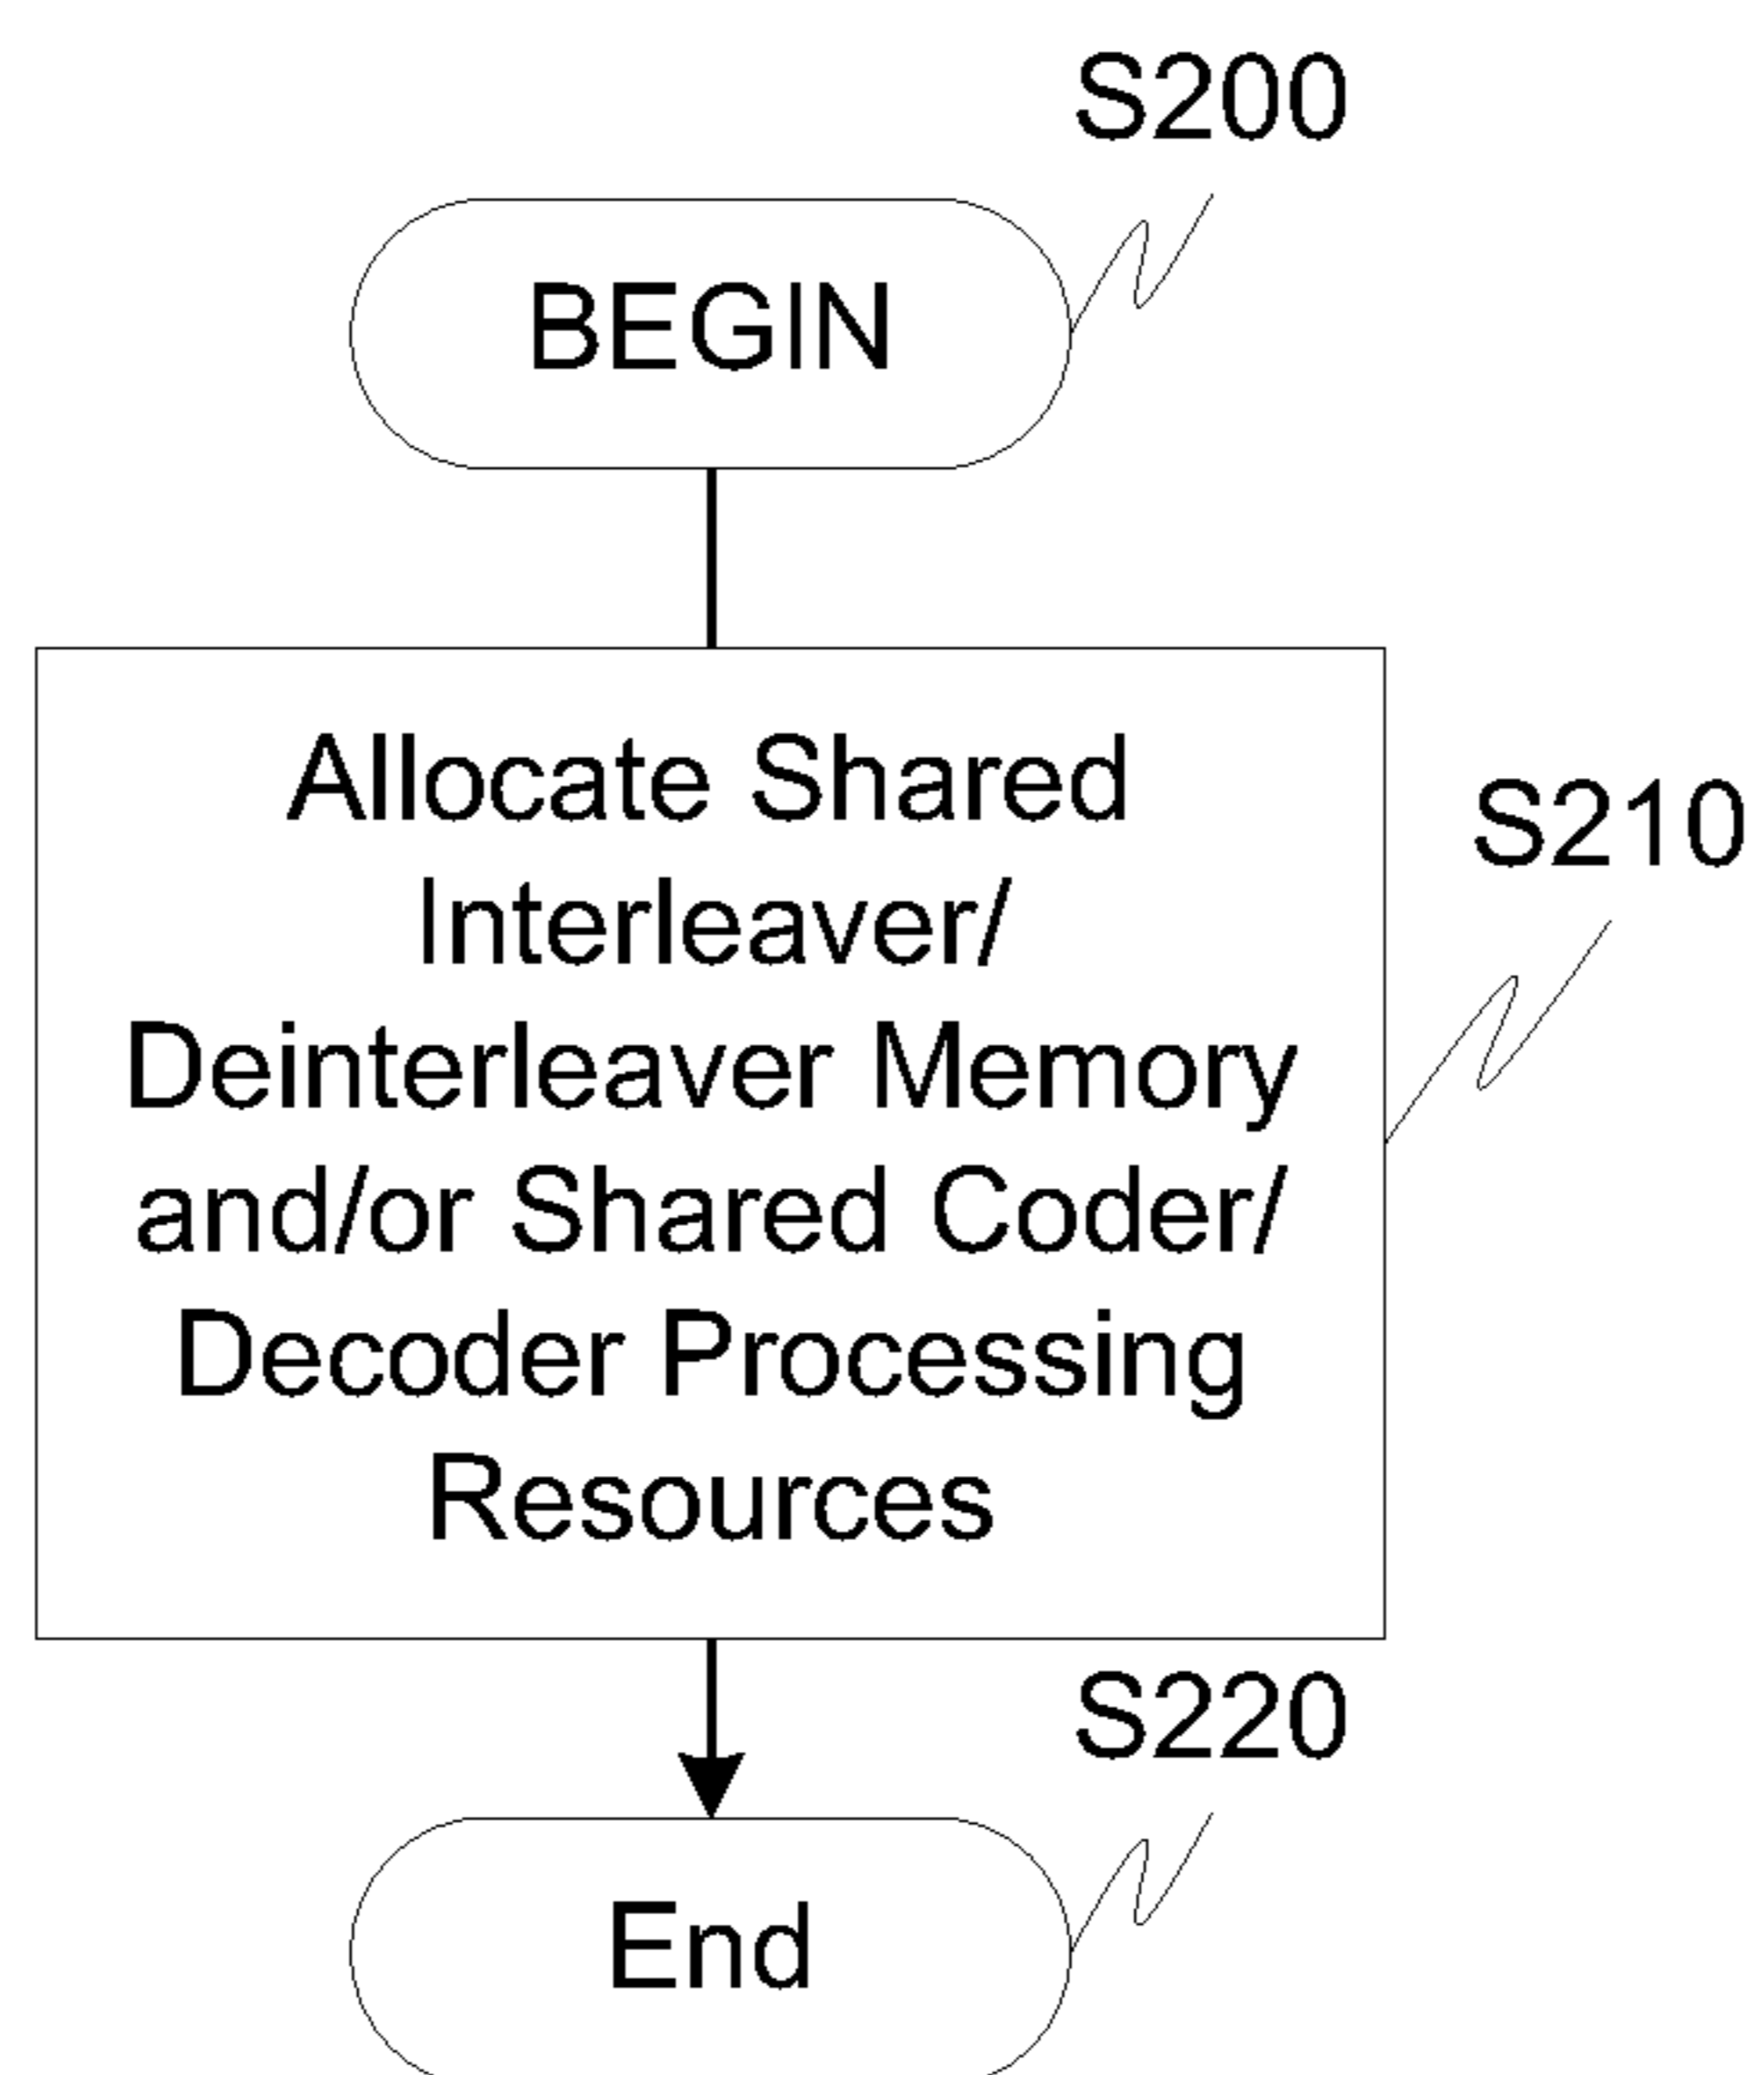 S200
BEGIN
Allocate Shared
Interleaver/
Deinterleaver Memory
and/or Shared Coder/
Decoder Processing
Resources
S210
S220
End